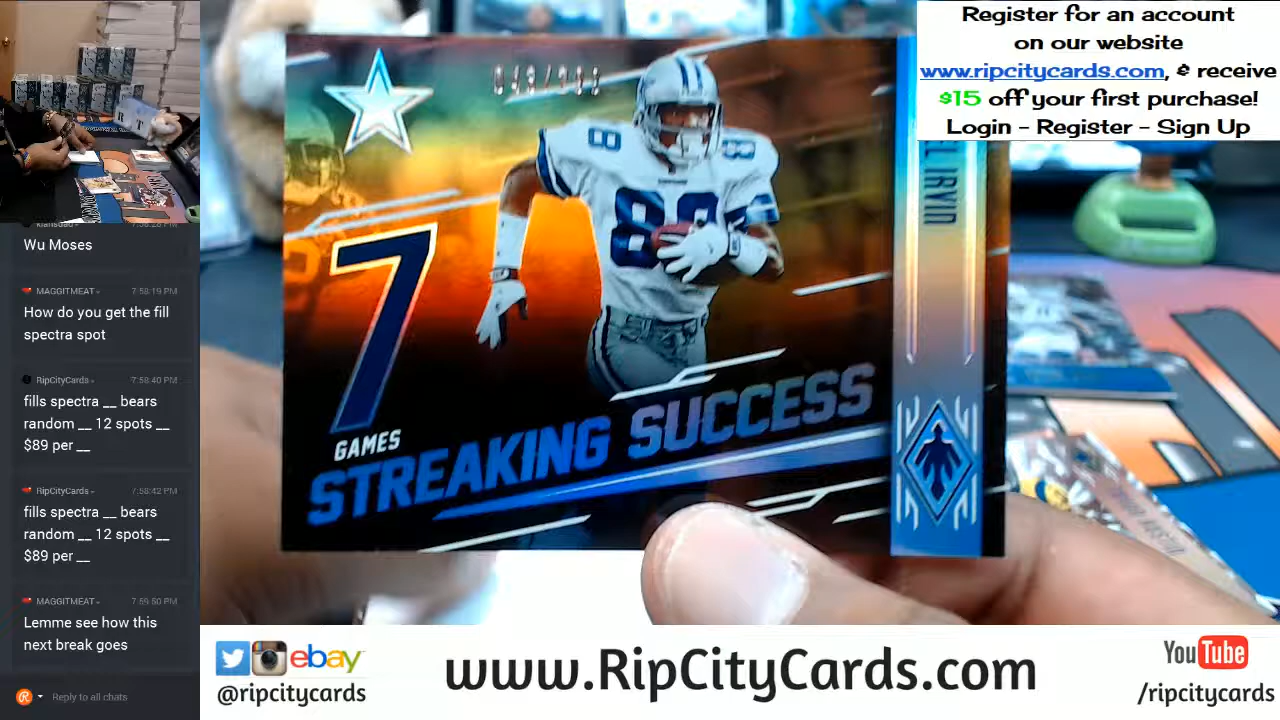 Wu Moses
MAGGITMEAT 7:58:19 PM
How do you get the fill
spectra spot
RipCityCards 7:58:40 PM
fills spectra __ bears
random __ 12 spots __
$89 per __
RipCityCards 7:58:42 PM
fills spectra __ bears
random __ 12 spots __
$89 per __
MAGGITMEAT 7:59:50 PM
Lemme see how this
next break goes
Reply to all chats
88
88
7
GAMES
STREAKING SUCCESS
EL IRVIN
Register for an account
on our website
www.ripcitycards.com, & receive
$15 off your first purchase!
Login - Register - Sign Up
ebay
@ripcitycards
www.RipCityCards.com
YouTube
/ripcitycards